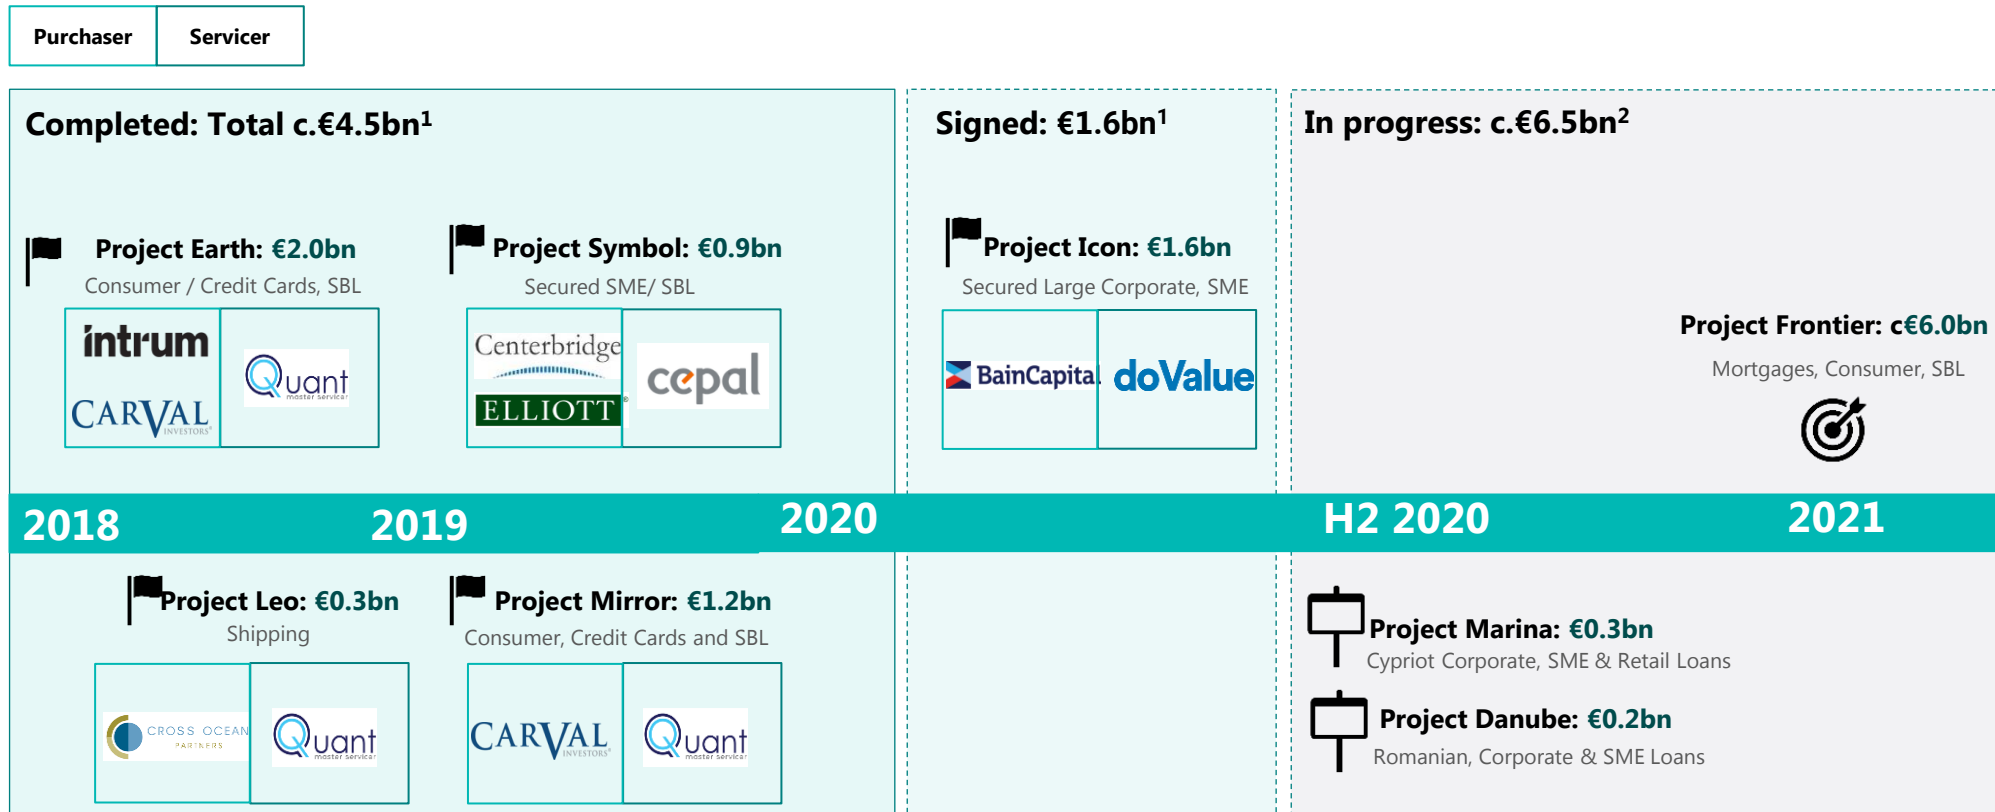 Purchaser Servicer
Completed: Total c.€4.5bn¹
Project Earth: €2.0bn
Consumer / Credit Cards, SBL
intrum
CARVAL
INVESTORS®
Quant
master servicer
Project Symbol: €0.9bn
Secured SME/ SBL
Centerbridge
ELLIOTT®
cepal
Signed: €1.6bn¹
Project Icon: €1.6bn
Secured Large Corporate, SME
BainCapital
doValue
In progress: c.€6.5bn²
Project Frontier: c€6.0bn
Mortgages, Consumer, SBL
2018 2019 2020 H2 2020 2021
Project Leo: €0.3bn
Shipping
CROSS OCEAN
PARTNERS
Quant
master servicer
Project Mirror: €1.2bn
Consumer, Credit Cards and SBL
CARVAL
INVESTORS®
Quant
master servicer
Project Marina: €0.3bn
Cypriot Corporate, SME & Retail Loans
Project Danube: €0.2bn
Romanian, Corporate & SME Loans